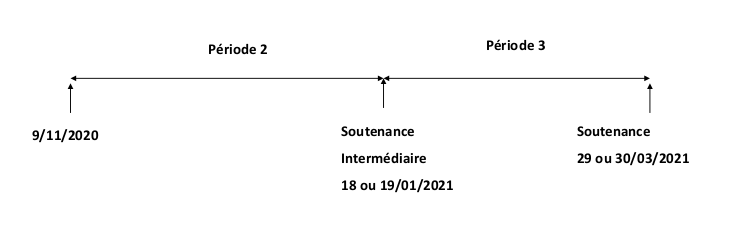 Période 2
Période 3
9/11/2020
Soutenance
Intermédiaire
18 ou 19/01/2021
Soutenance
29 ou 30/03/2021